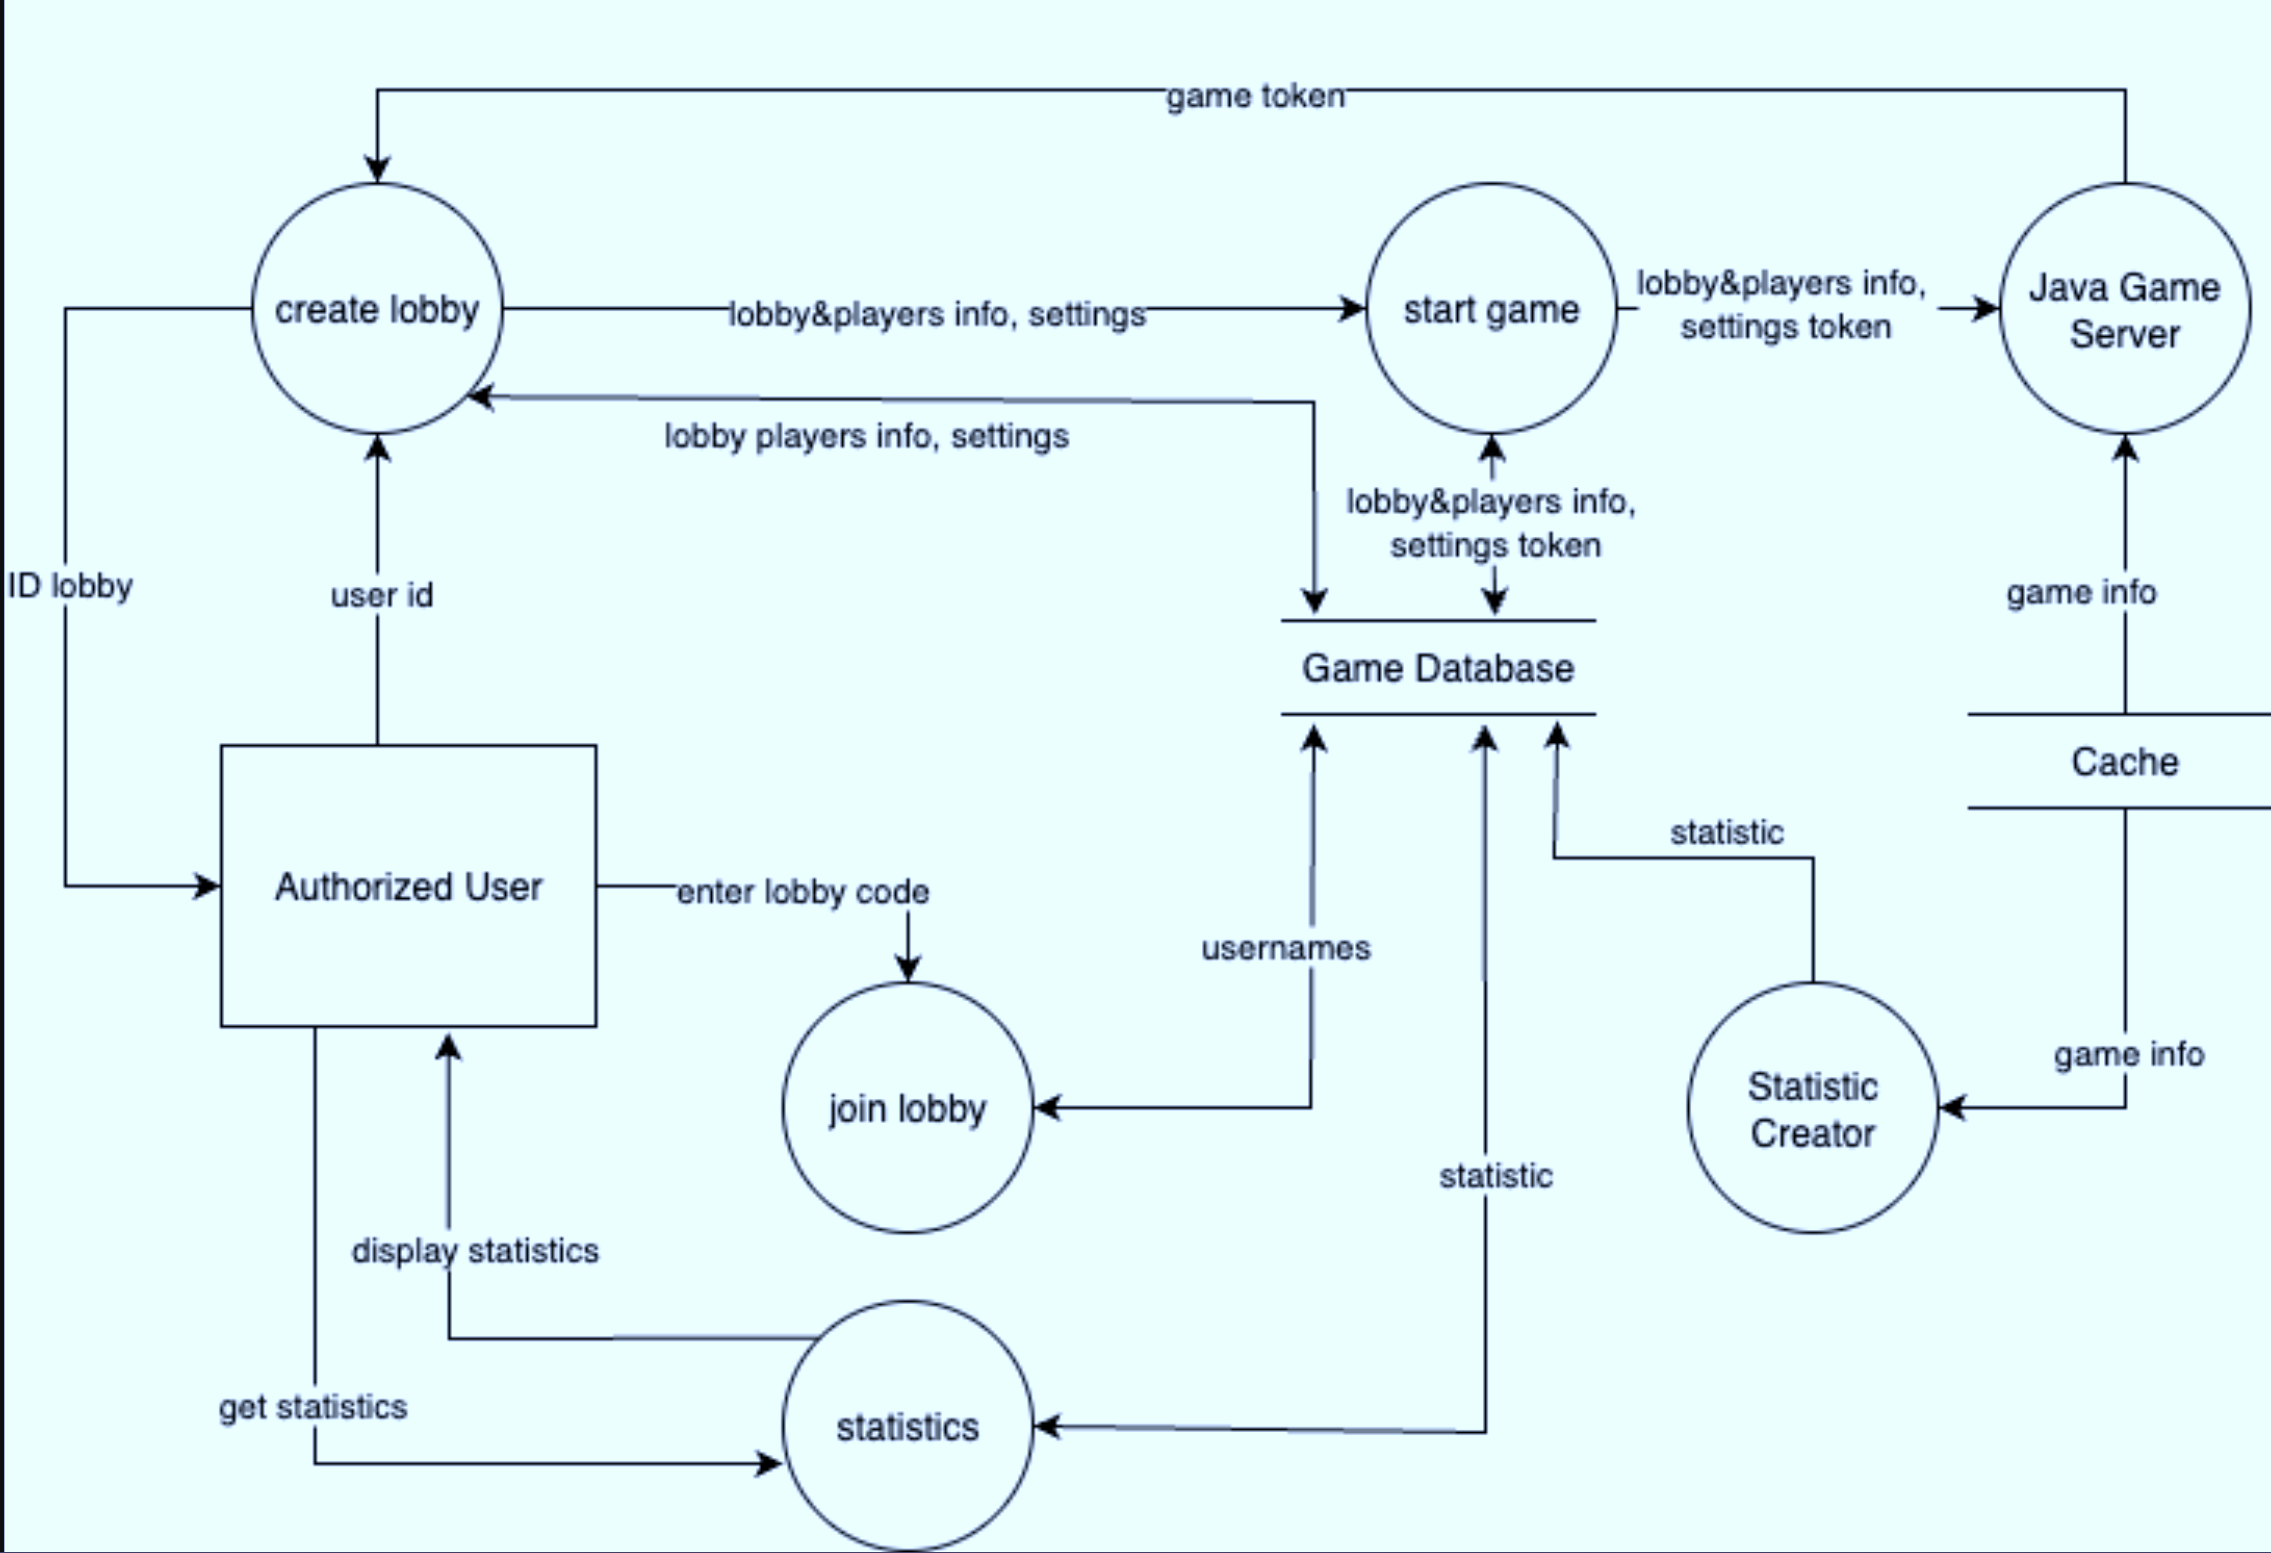 game token
create lobby
lobby&players info, settings
start game
lobby&players info,
settings token
Java Game
Server
lobby players info, settings
lobby&players info,
settings token
ID lobby
user id
game info
Game Database
Cache
statistic
Authorized User
enter lobby code
usernames
game info
join lobby
Statistic
Creator
statistic
display statistics
get statistics
statistics